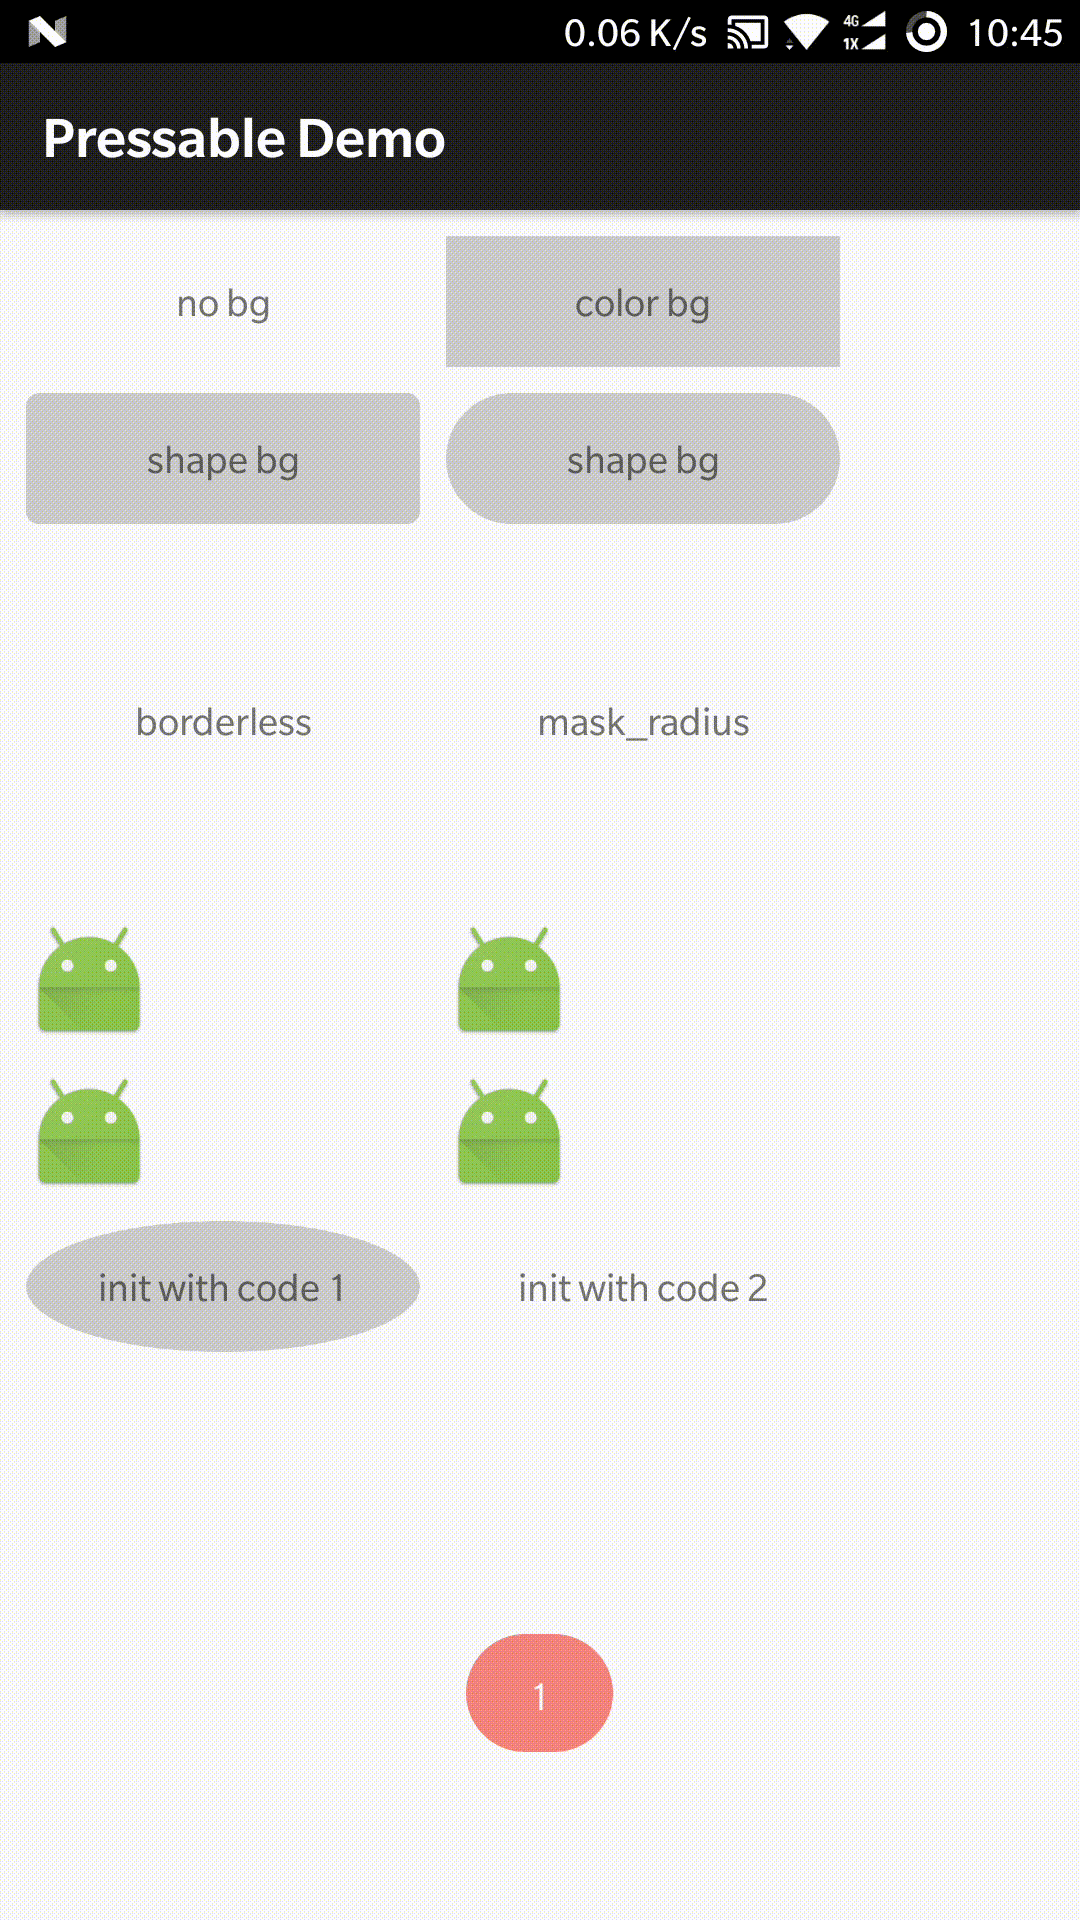 0.06 K/s 4G 1X 10:45
Pressable Demo
no bg color bg
shape bg shape bg
borderless mask_radius
init with code 1 init with code 2
1